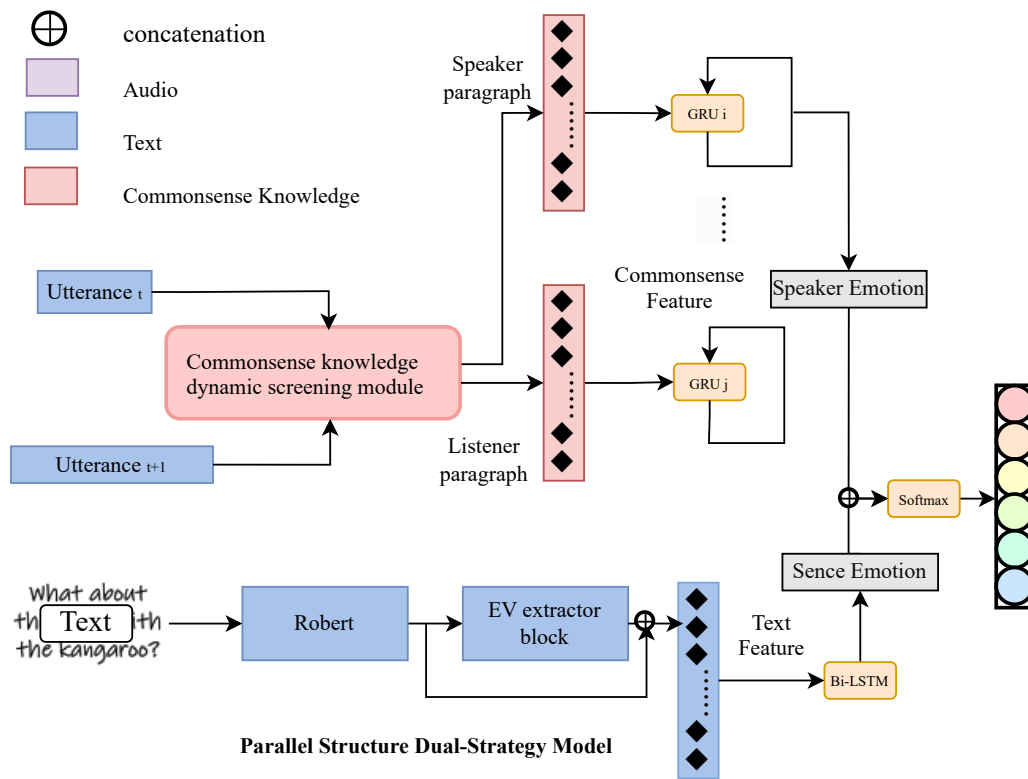 concatenation
Audio
Text
Commonsense Knowledge
Speaker
paragraph
GRU i
Commonsense
Feature
Speaker Emotion
Utterance t
Commonsense knowledge
dynamic screening module
GRU j
Utterance t+1
Listener
paragraph
Softmax
Sence Emotion
What about
th Text ith
the kangaroo?
Robert
EV extractor
block
Text
Feature
Bi-LSTM
Parallel Structure Dual-Strategy Model